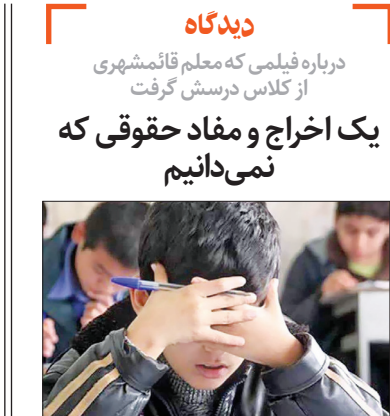 دیدگاه
درباره فیلمی که معلم قائمشهری
از کلاس درسش گرفت
یک اخراج و مفاد حقوقی که
نمی‌دانیم